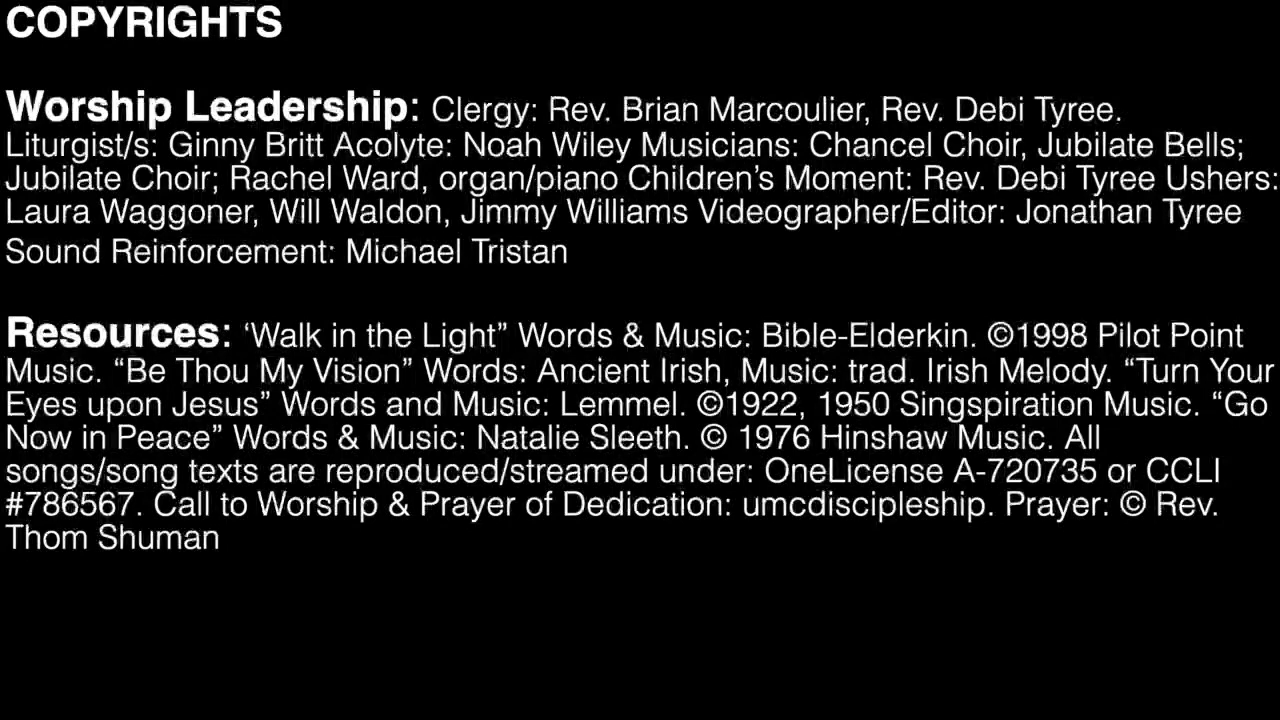 COPYRIGHTS
Worship Leadership: Clergy: Rev. Brian Marcoulier, Rev. Debi Tyree.
Liturgist/s: Ginny Britt Acolyte: Noah Wiley Musicians: Chancel Choir, Jubilate Bells;
Jubilate Choir; Rachel Ward, organ/piano Children’s Moment: Rev. Debi Tyree Ushers:
Laura Waggoner, Will Waldon, Jimmy Williams Videographer/Editor: Jonathan Tyree
Sound Reinforcement: Michael Tristan
Resources: ‘Walk in the Light” Words & Music: Bible-Elderkin. ©1998 Pilot Point
Music. “Be Thou My Vision” Words: Ancient Irish, Music: trad. Irish Melody. “Turn Your
Eyes upon Jesus” Words and Music: Lemmel. ©1922, 1950 Singspiration Music. “Go
Now in Peace” Words & Music: Natalie Sleeth. © 1976 Hinshaw Music. All
songs/song texts are reproduced/streamed under: OneLicense A-720735 or CCLI
#786567. Call to Worship & Prayer of Dedication: umcdiscipleship. Prayer: © Rev.
Thom Shuman